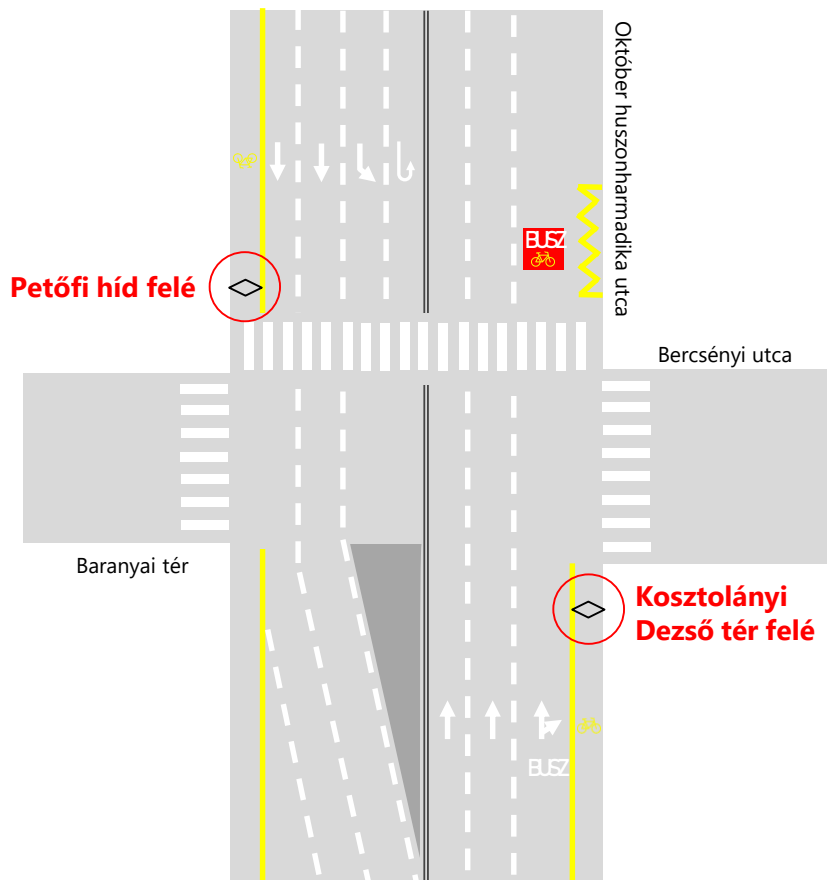 Október huszonharmadika utca
BUSZ
Petőfi híd felé
Bercsényi utca
Baranyai tér
Kosztolányi
Dezső tér felé
BUSZ